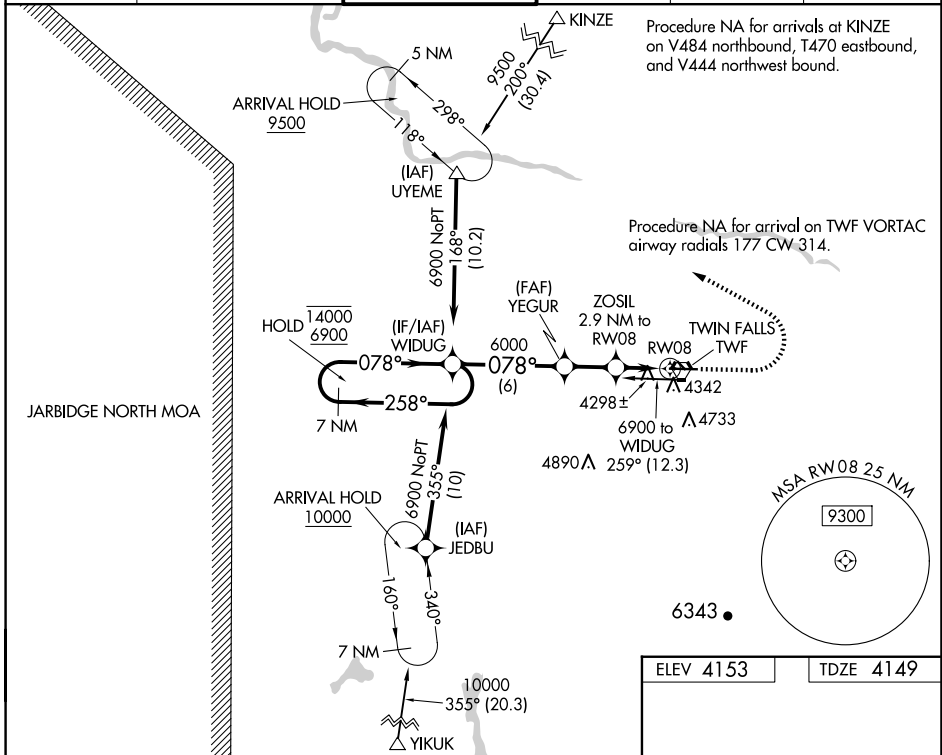 KINZE
Procedure NA for arrivals at KINZE
on V484 northbound, T470 eastbound,
and V444 northwest bound.
5 NM
9500
200°
(30.4)
ARRIVAL HOLD
9500
298°
118°
(IAF)
UYEME
6900 NoPT
168°
(10.2)
Procedure NA for arrival on TWF VORTAC
airway radials 177 CW 314.
(FAF)
YEGUR
ZOSIL
2.9 NM to
RW08
TWIN FALLS
TWF
RW08
HOLD
14000
6900
(IF/IAF)
WIDUG
6000
078°
078°
(6)
258°
7 NM
4342
4298±
4733
6900 to
WIDUG
259° (12.3)
4890
JARBIDGE NORTH MOA
6900 NoPT
355°
(10)
ARRIVAL HOLD
10000
(IAF)
JEDBU
160°
340°
7 NM
10000
355° (20.3)
YIKUK
MSA RW08 25 NM
9300
6343
ELEV 4153
TDZE 4149